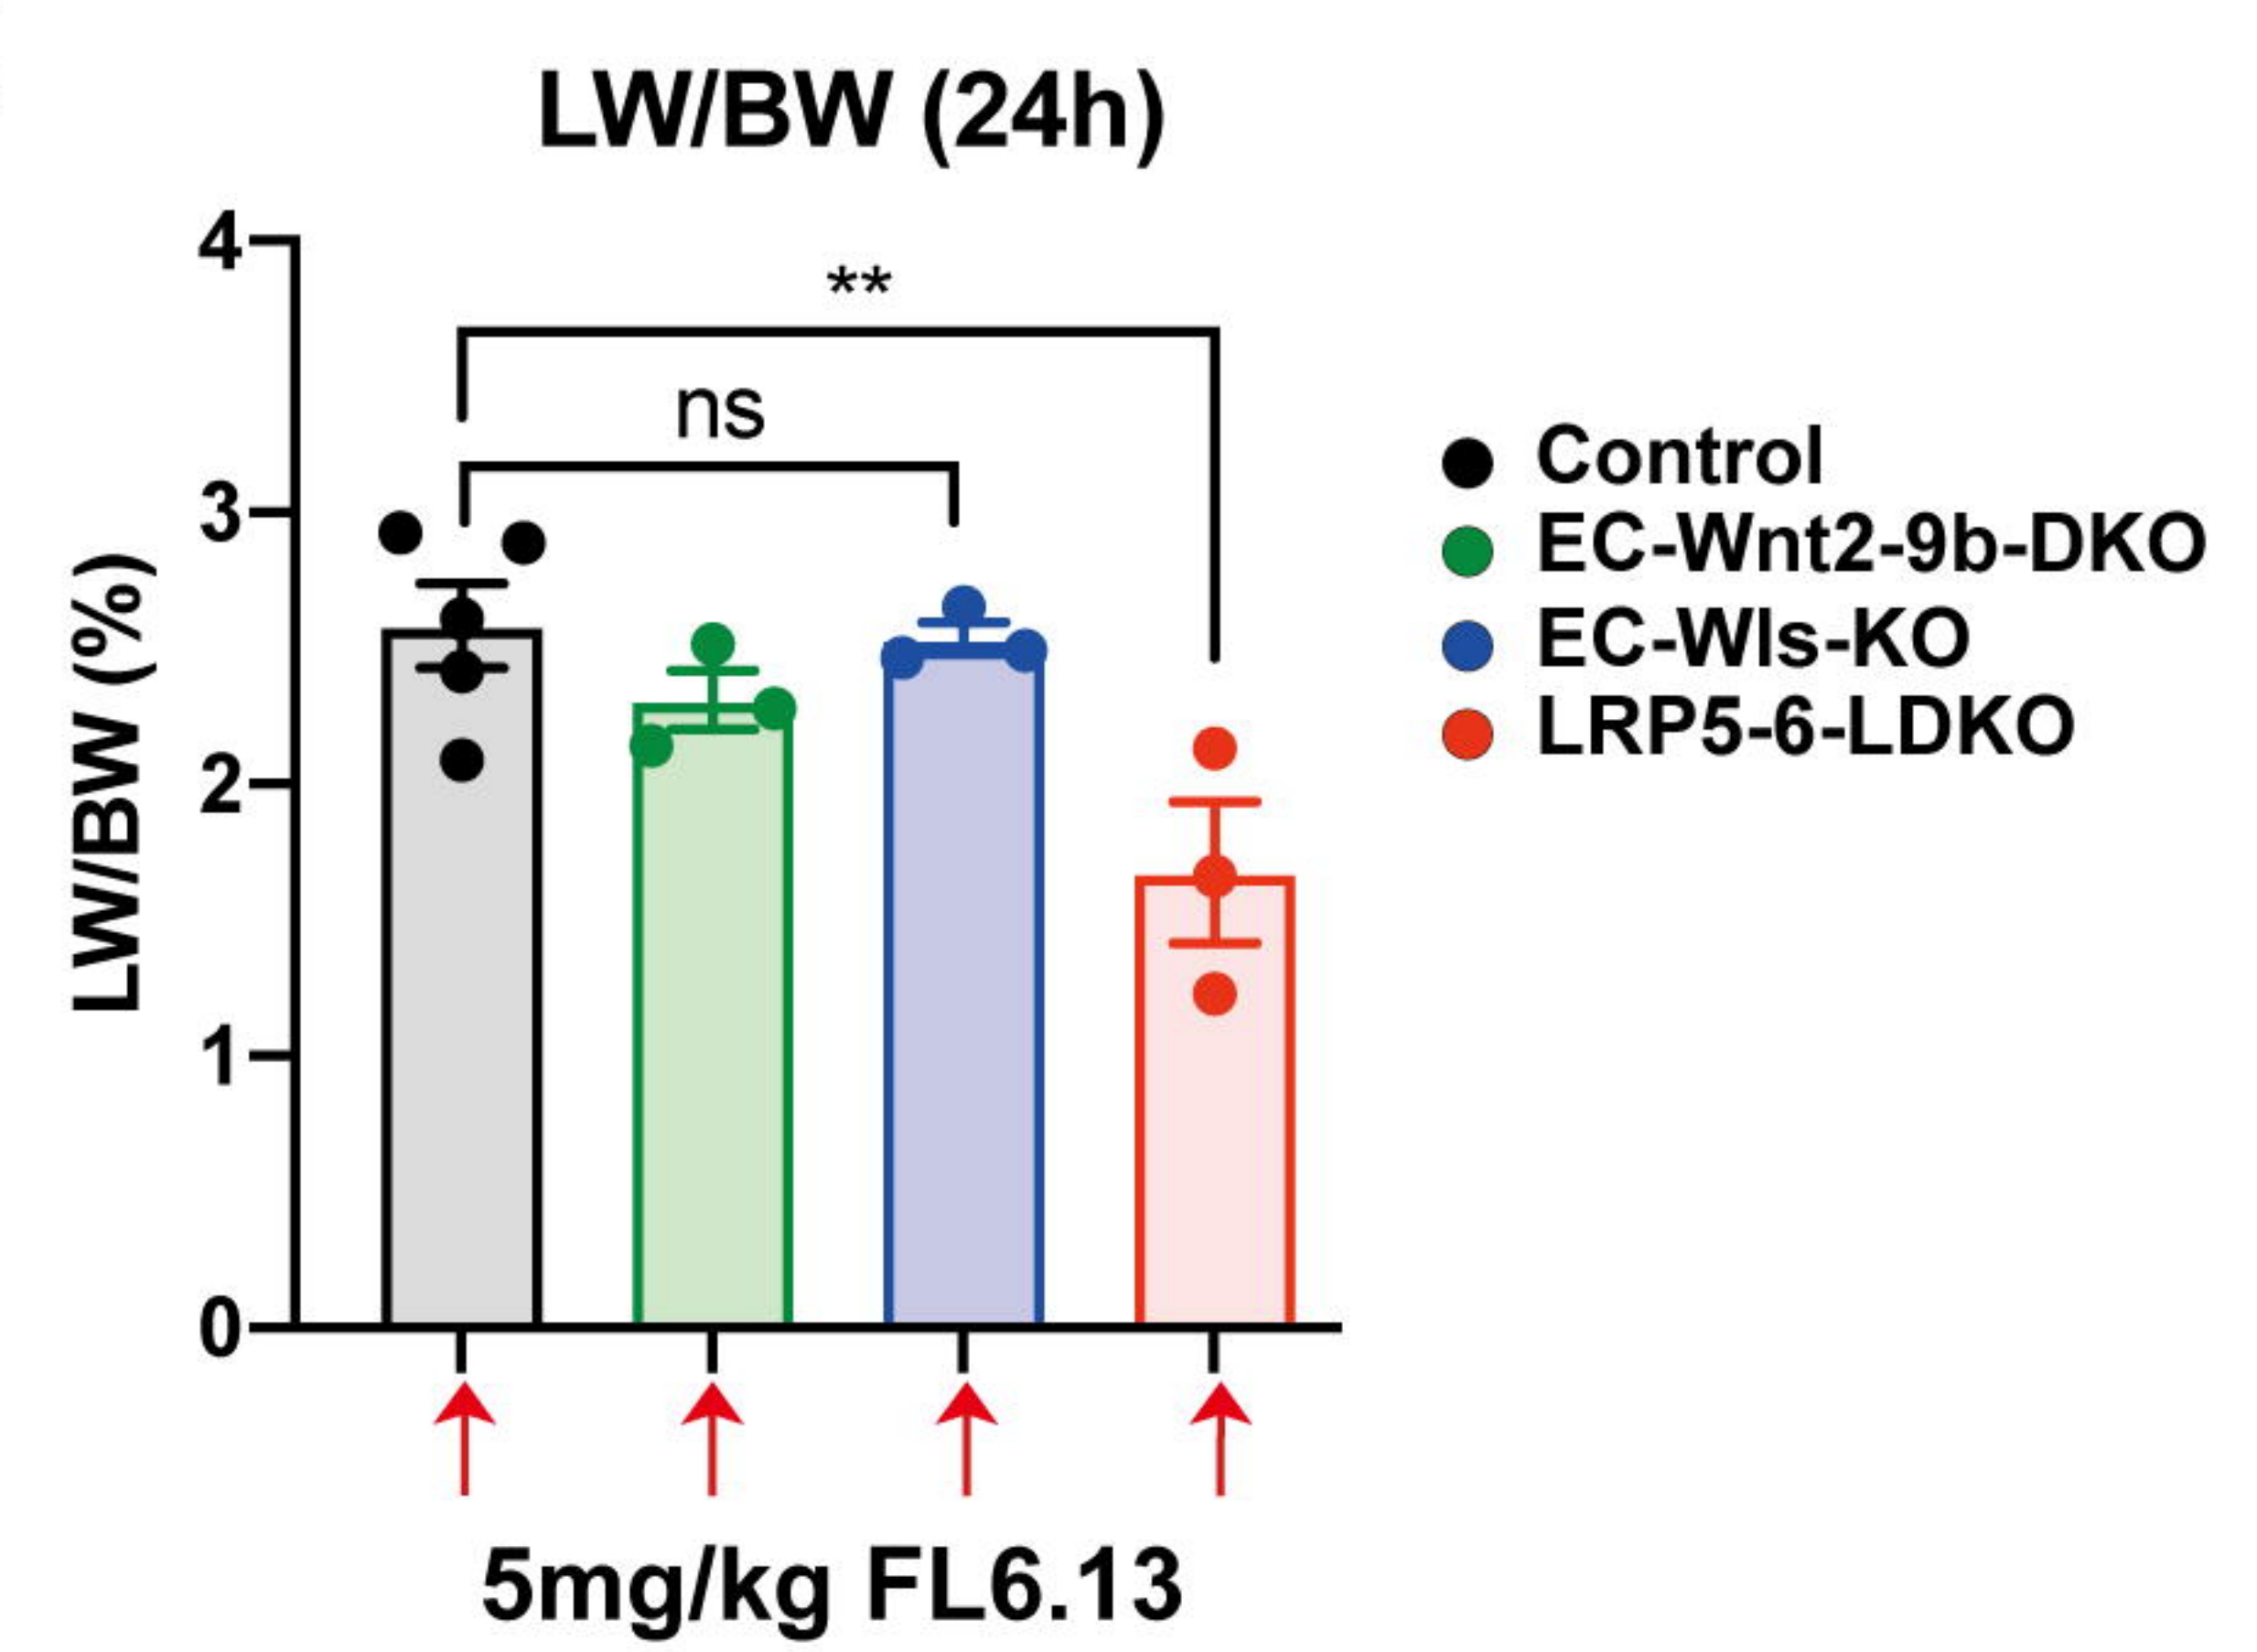 LW/BW (24h)
4
**
ns
3
2
1
0
LW/BW (%)
Control
EC-Wnt2-9b-DKO
EC-Wls-KO
LRP5-6-LDKO
5mg/kg FL6.13